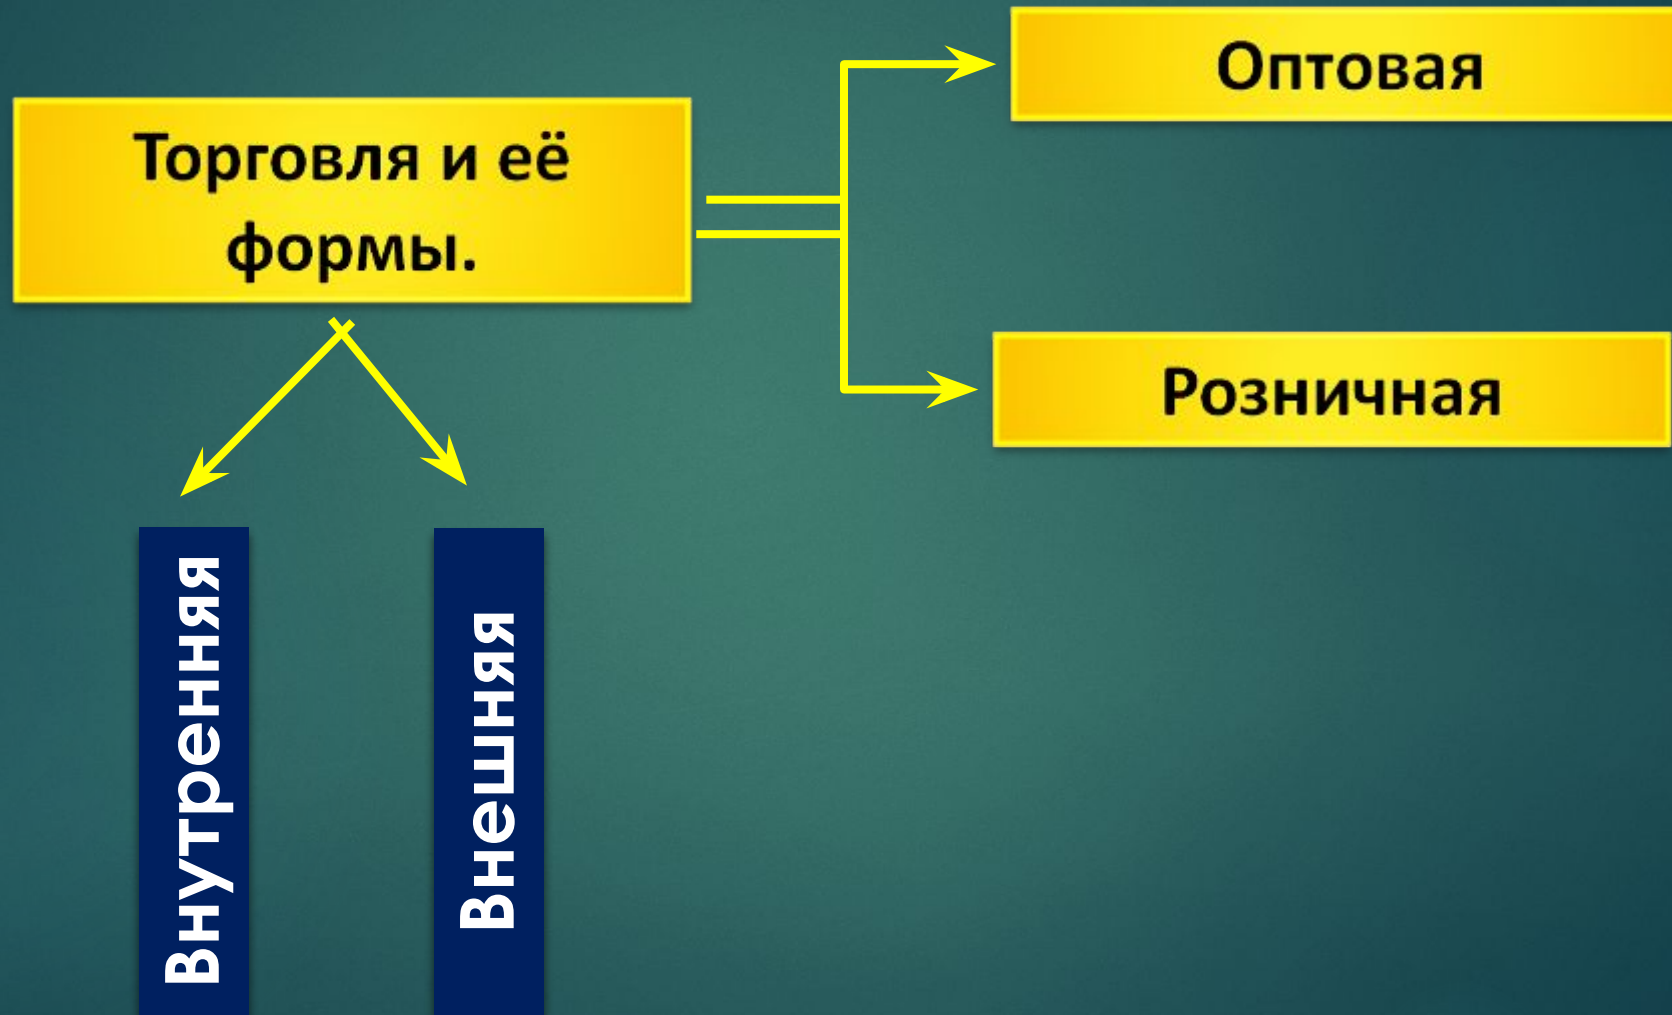 Оптовая
Торговля и её
формы.
Розничная
Внутренняя
Внешняя